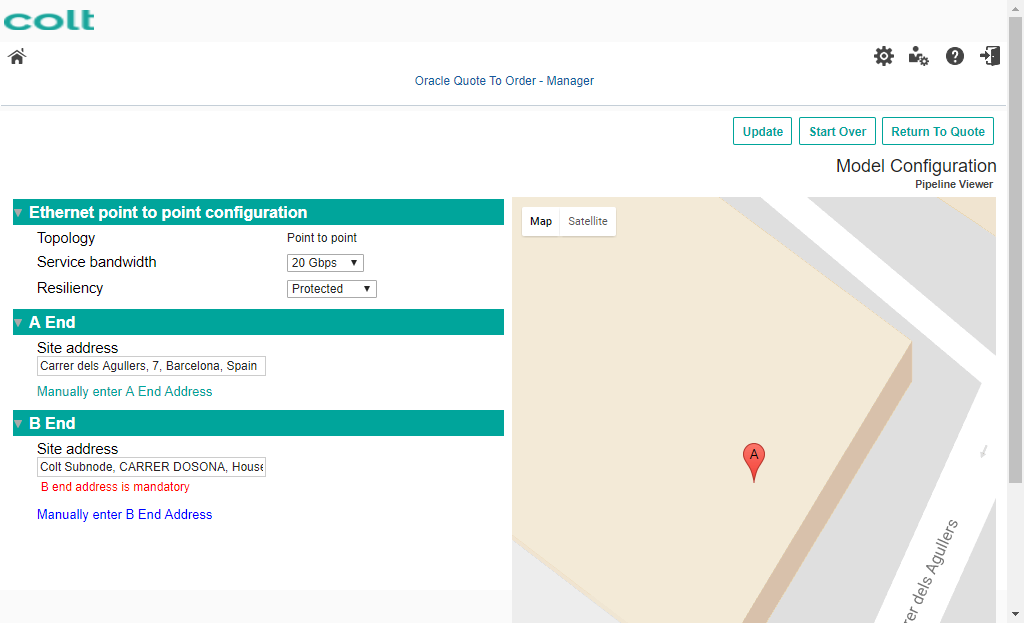 colt
Oracle Quote To Order - Manager
Update Start Over Return To Quote
Model Configuration
Pipeline Viewer
Ethernet point to point configuration
Topology Point to point
Service bandwidth 20 Gbps
Resiliency Protected
A End
Site address
Carrer dels Agullers, 7, Barcelona, Spain
Manually enter A End Address
B End
Site address
Colt Subnode, CARRER DOSONA, House
B end address is mandatory
Manually enter B End Address
Map Satellite
A
rer dels Agullers